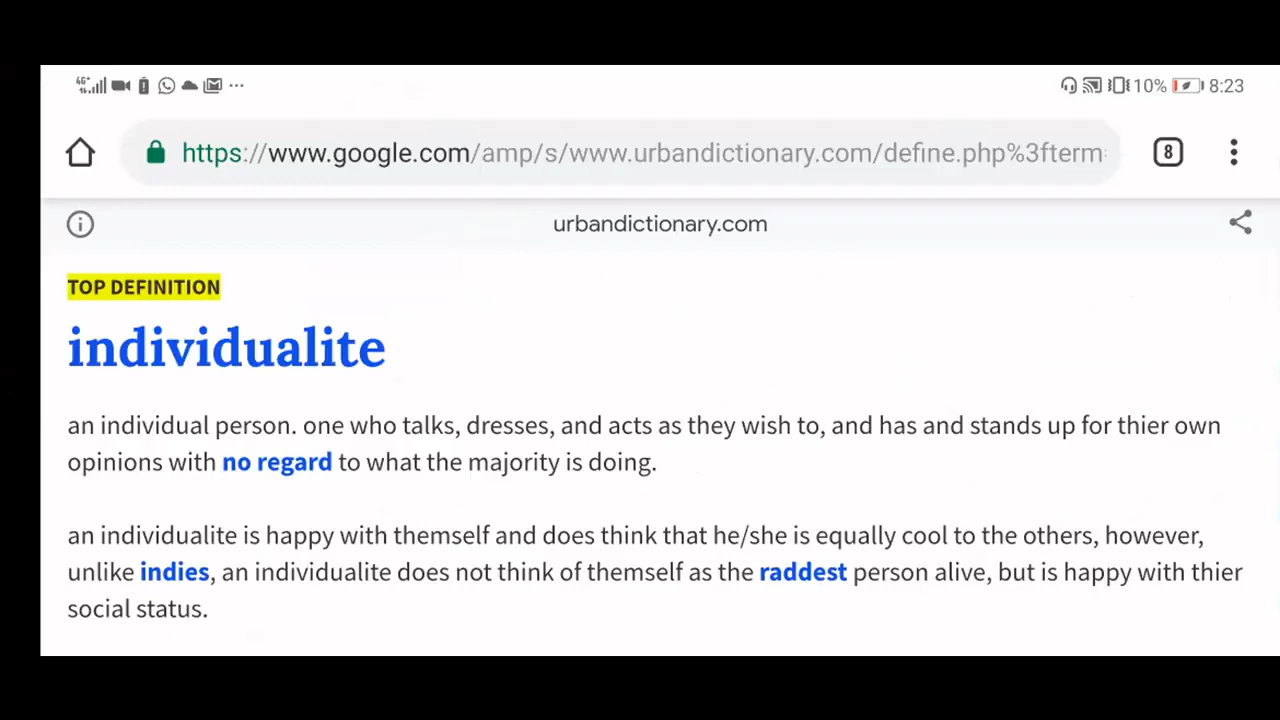 4G+ ... 10% 8:23
https://www.google.com/amp/s/www.urbandictionary.com/define.php%3fterm 8
urbandictionary.com
TOP DEFINITION
individualite
an individual person. one who talks, dresses, and acts as they wish to, and has and stands up for thier own
opinions with no regard to what the majority is doing.
an individualite is happy with themself and does think that he/she is equally cool to the others, however,
unlike indies, an individualite does not think of themself as the raddest person alive, but is happy with thier
social status.